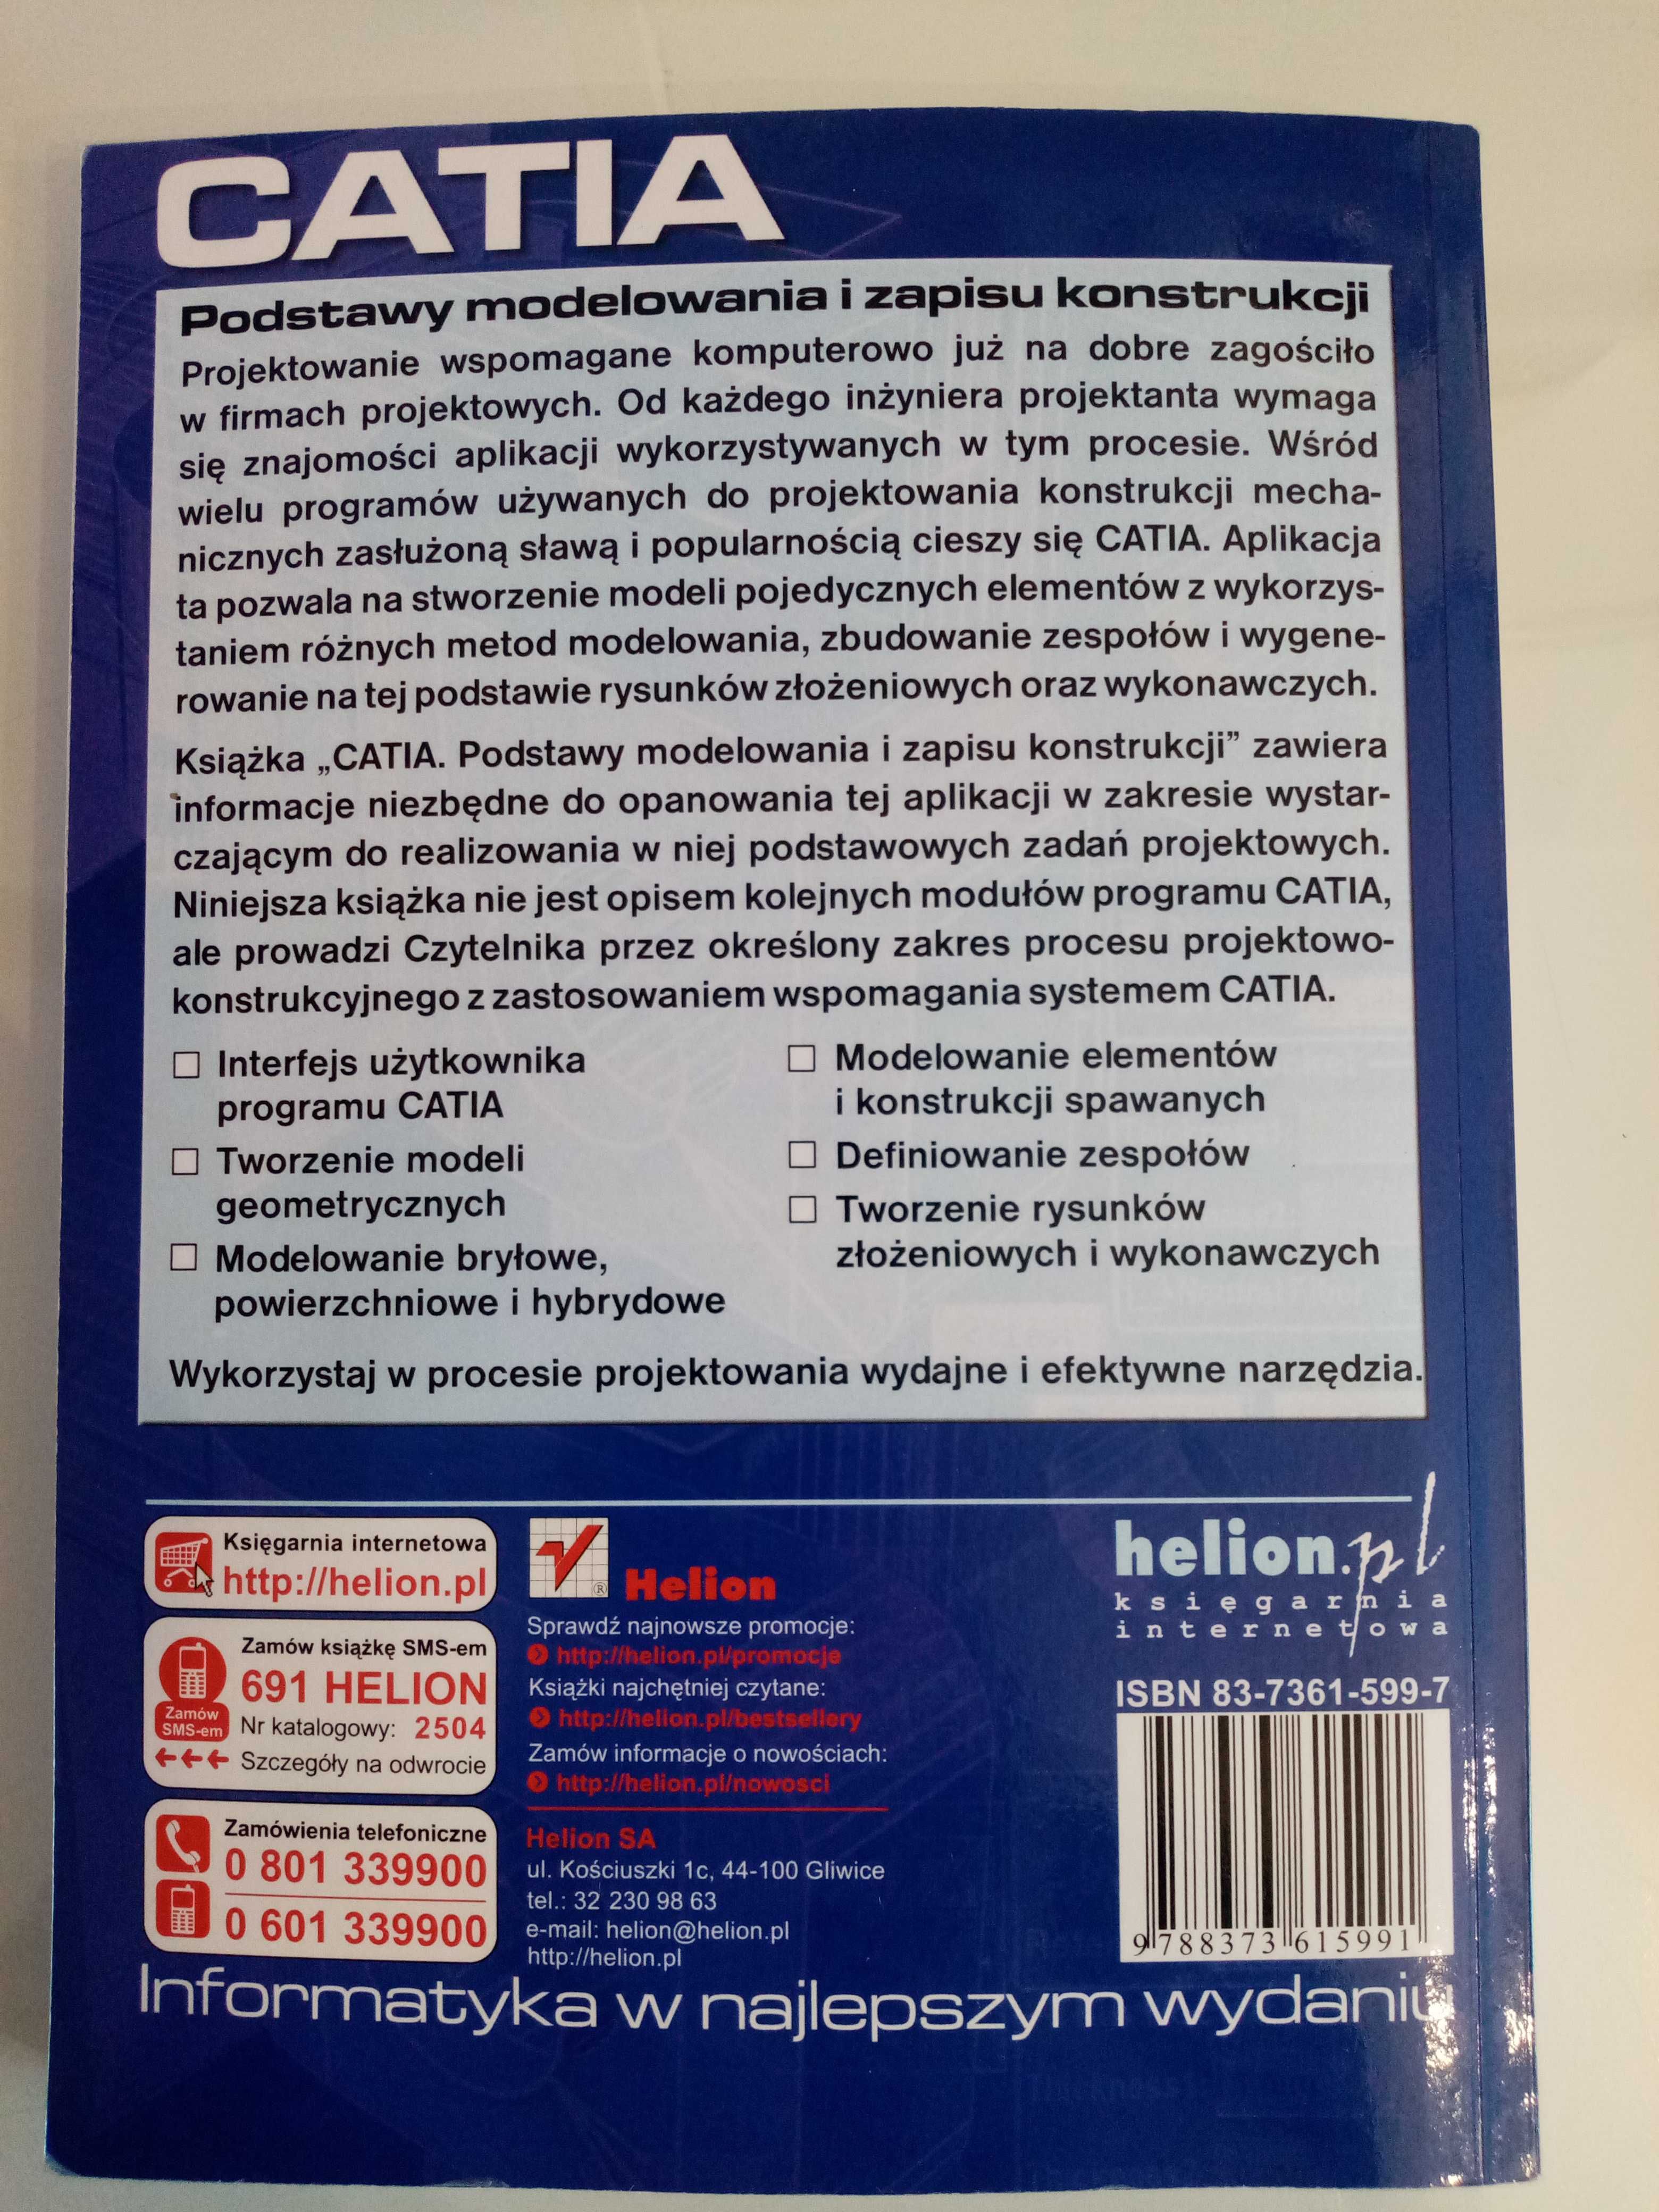 CATIA
Podstawy modelowania i zapisu konstrukcji
Projektowanie wspomagane komputerowo już na dobre zagościło
w firmach projektowych. Od każdego inżyniera projektanta wymaga
się znajomości aplikacji wykorzystywanych w tym procesie. Wśród
wielu programów używanych do projektowania konstrukcji mecha-
nicznych zasłużoną sławą i popularnością cieszy się CATIA. Aplikacja
ta pozwala na stworzenie modeli pojedycznych elementów z wykorzys-
taniem różnych metod modelowania, zbudowanie zespołów i wygene-
rowanie na tej podstawie rysunków złożeniowych oraz wykonawczych.
Książka „CATIA. Podstawy modelowania i zapisu konstrukcji” zawiera
informacje niezbędne do opanowania tej aplikacji w zakresie wystar-
czającym do realizowania w niej podstawowych zadań projektowych.
Niniejsza książka nie jest opisem kolejnych modułów programu CATIA,
ale prowadzi Czytelnika przez określony zakres procesu projektowo-
konstrukcyjnego z zastosowaniem wspomagania systemem CATIA.
Interfejs użytkownika
programu CATIA
Tworzenie modeli
geometrycznych
Modelowanie bryłowe,
powierzchniowe i hybrydowe
Modelowanie elementów
i konstrukcji spawanych
Definiowanie zespołów
Tworzenie rysunków
złożeniowych i wykonawczych
Wykorzystaj w procesie projektowania wydajne i efektywne narzędzia.
Księgarnia internetowa
http://helion.pl
Zamów książkę SMS-em
691 HELION
Zamów
SMS-em
Nr katalogowy: 2504
Szczegóły na odwrocie
Zamówienia telefoniczne
0 801 339900
0 601 339900
®
Helion
Sprawdź najnowsze promocje:
http://helion.pl/promocje
Książki najchętniej czytane:
http://helion.pl/bestsellery
Zamów informacje o nowościach:
http://helion.pl/nowosci
Helion SA
ul. Kościuszki 1c, 44-100 Gliwice
tel.: 32 230 98 63
e-mail: helion@helion.pl
http://helion.pl
helion.pl
księgarnia
internetowa
ISBN 83-7361-599-7
9 788373 615991
Informatyka w najlepszym wydaniu